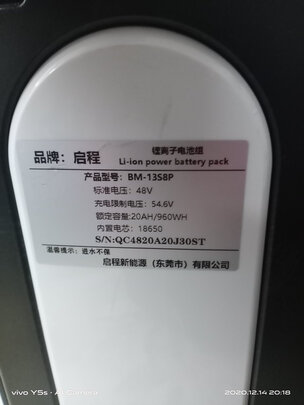 锂离子电池组
品牌：启程 Li-ion power battery pack
产品型号：BM-13S8P
标准电压：48V
充电限制电压：54.6V
额定容量:20AH/960WH
内置电芯：18650
S/N:QC4820A20J30ST
温馨提示：进水不保
启程新能源（东莞市）有限公司
vivo Y5s · AI Camera 2020.12.14 20:18